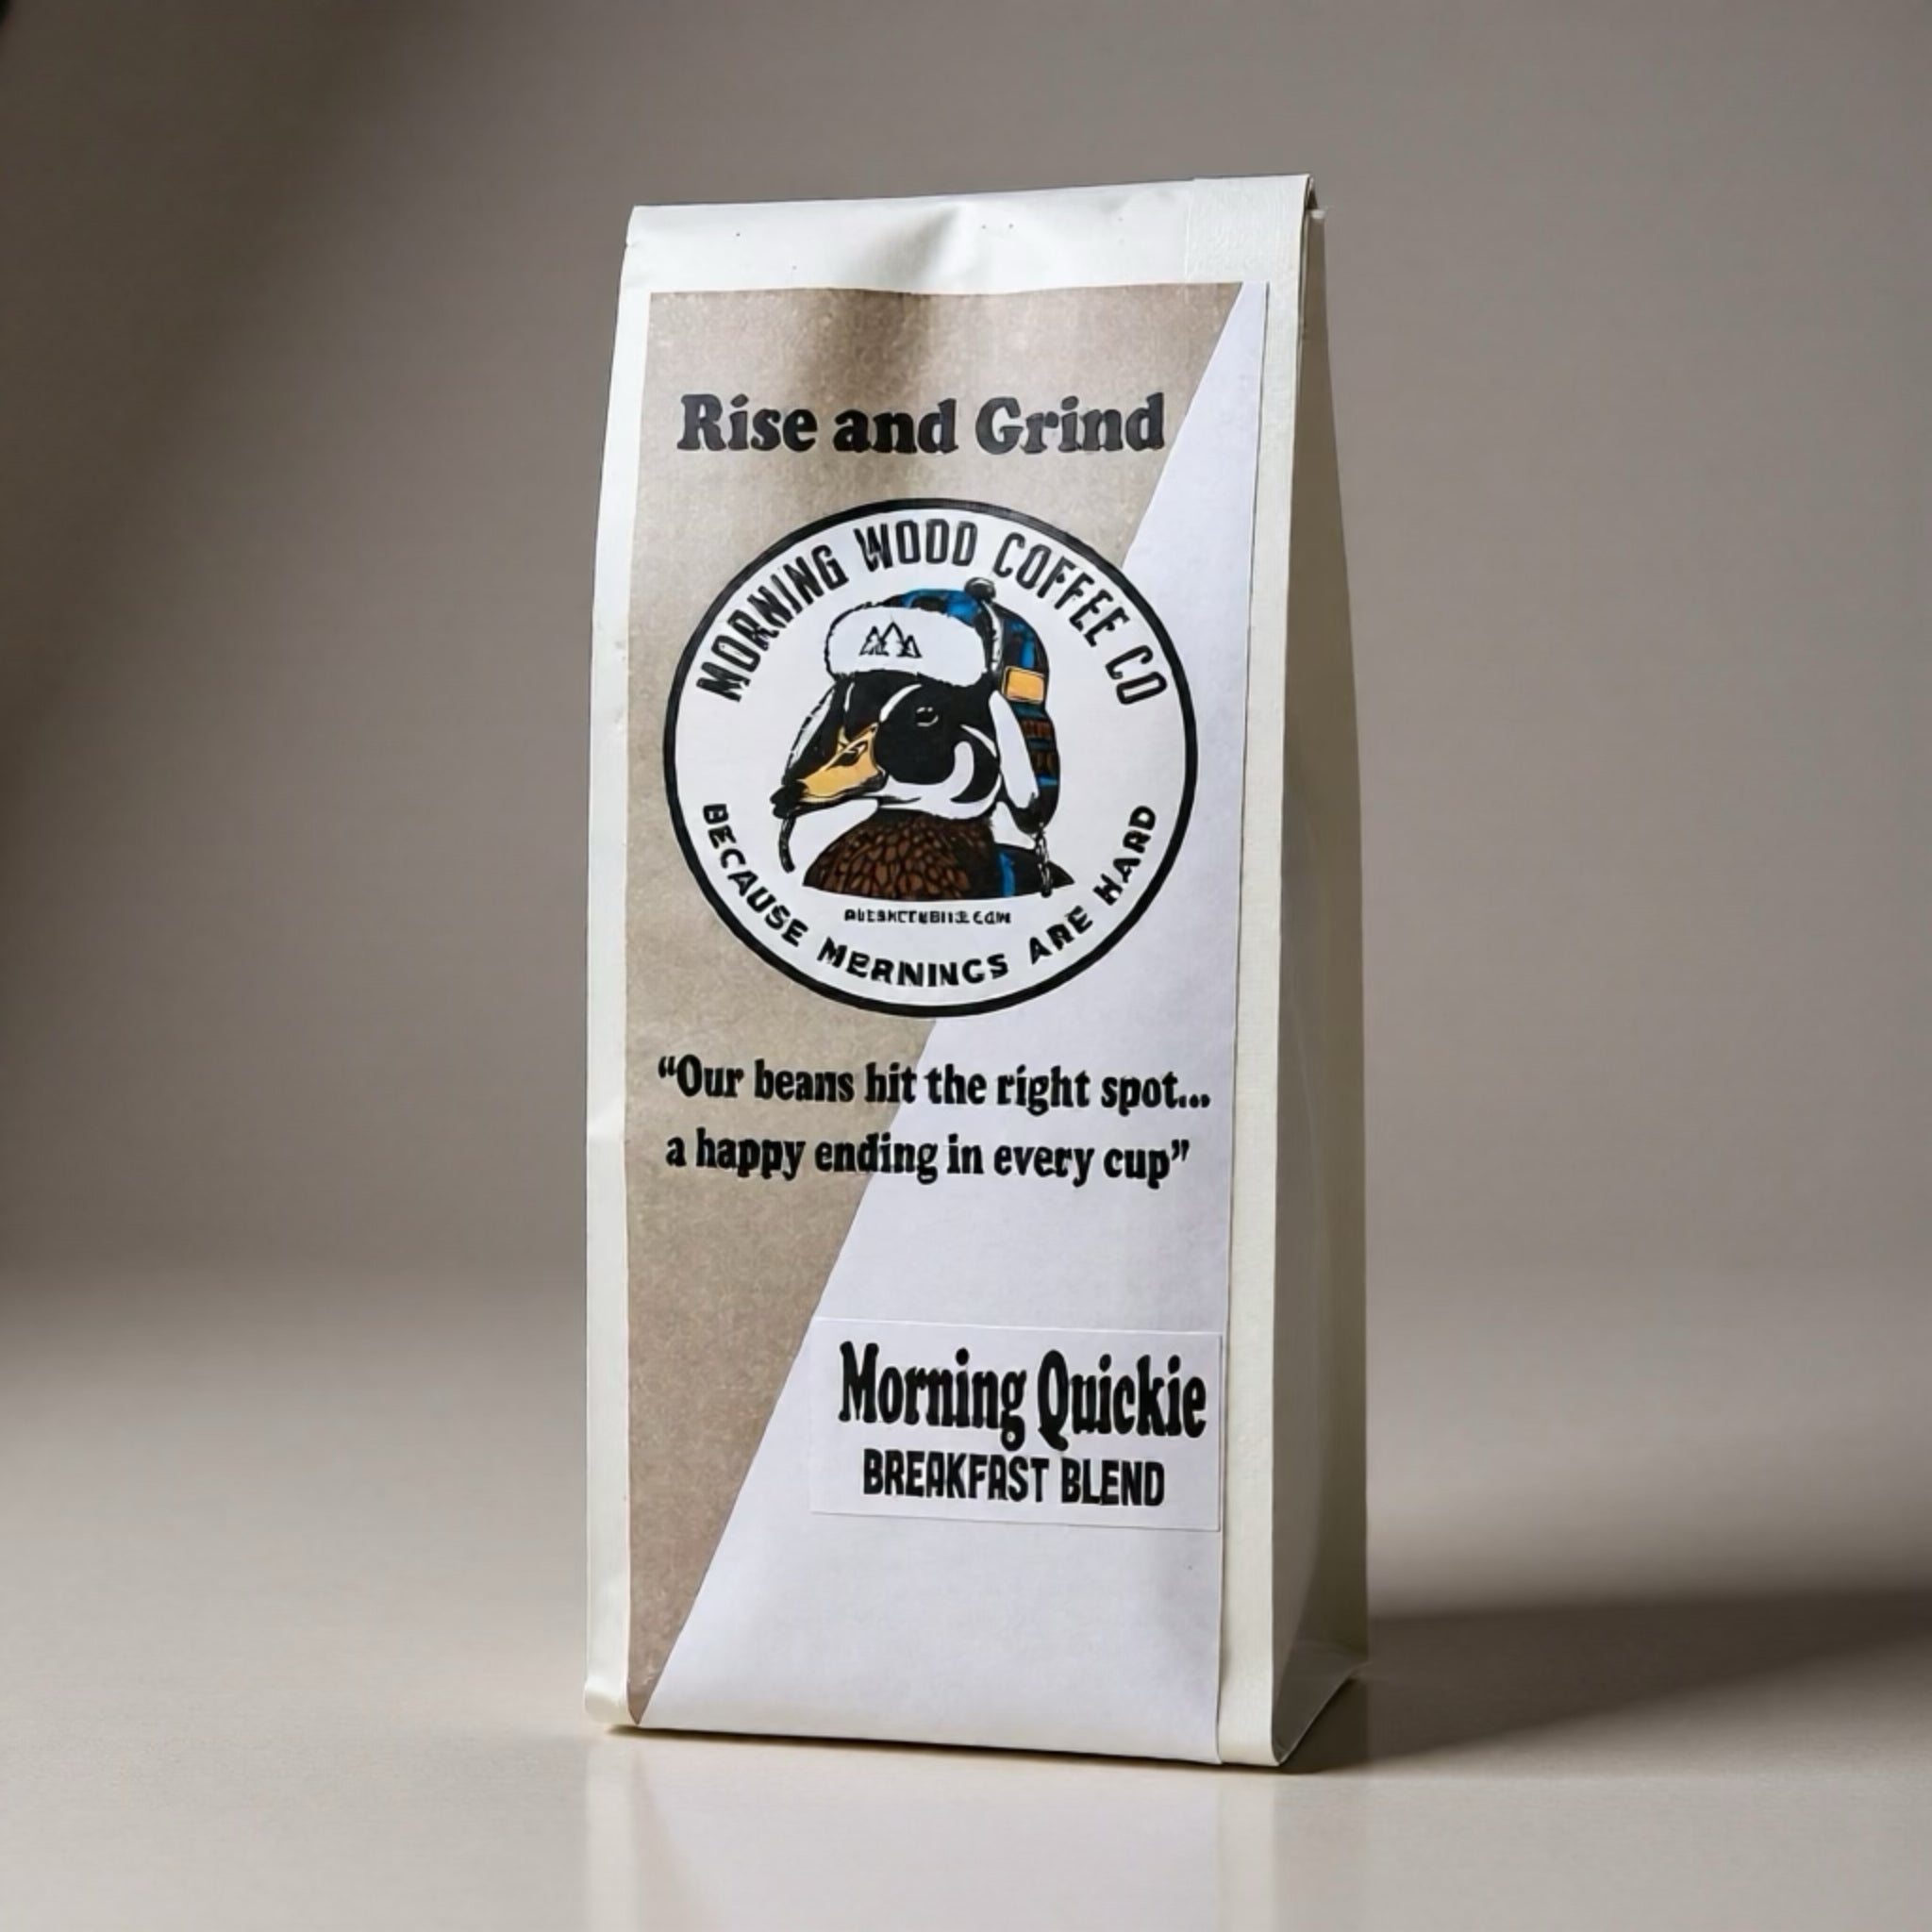 Rise and Grind
MORNING WOOD COFFEE CO
BECAUSE MERNINGS ARE HARD
“Our beans hit the right spot...
a happy ending in every cup”
Morning Quickie
BREAKFAST BLEND